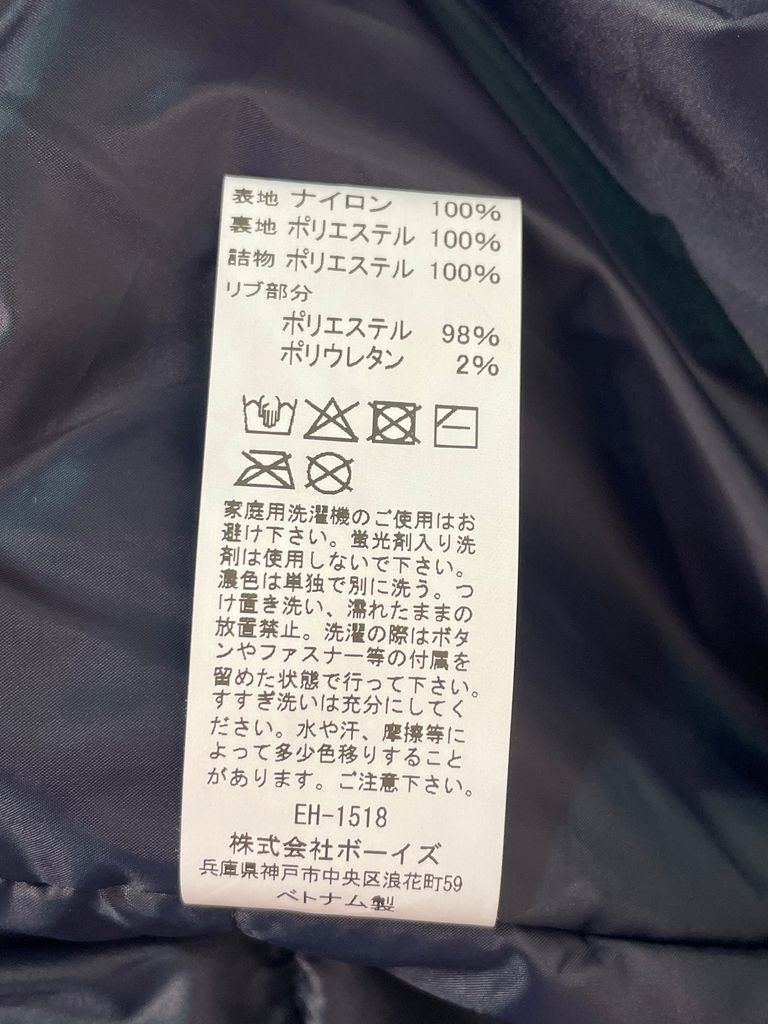 表地 ナイロン 100%
裏地 ポリエステル 100%
詰物 ポリエステル 100%
リブ部分
ポリエステル 98%
ポリウレタン 2%
家庭用洗濯機のご使用はお
避け下さい。蛍光剤入り洗
剤は使用しないで下さい。
濃色は単独で別に洗う。つ
け置き洗い、濡れたままの
放置禁止。洗濯の際はボタ
ンやファスナー等の付属を
留めた状態で行って下さい。
すすぎ洗いは充分にしてく
ださい。水や汗、摩擦等に
よって多少色移りすること
があります。ご注意下さい。
EH-1518
株式会社ボーイズ
兵庫県神戸市中央区浪花町59
ベトナム製